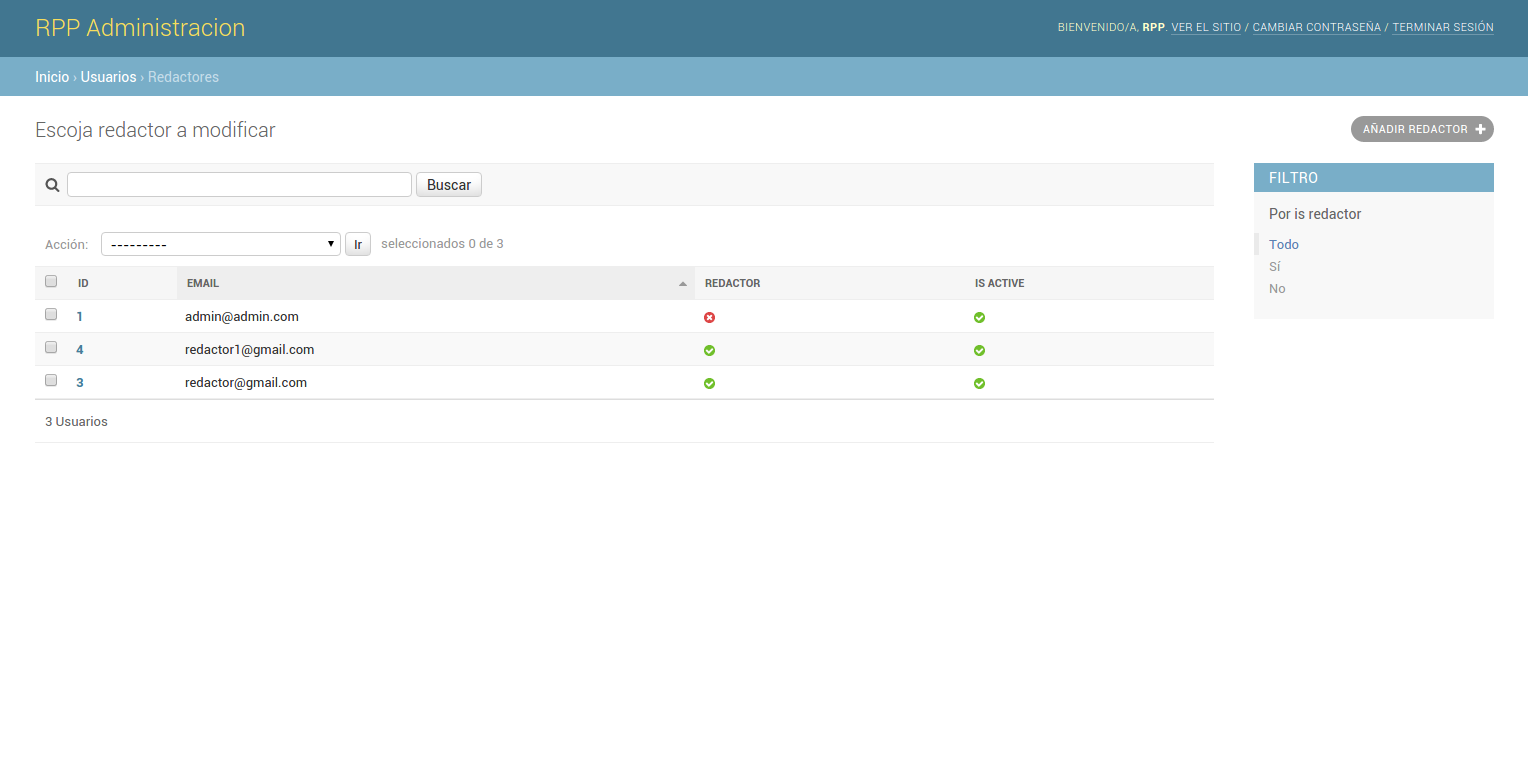 RPP Administracion
BIENVENIDO/A, RPP. VER EL SITIO / CAMBIAR CONTRASEÑA / TERMINAR SESIÓN
Inicio › Usuarios › Redactores
Escoja redactor a modificar
AÑADIR REDACTOR +
Buscar
Acción: --------- Ir seleccionados 0 de 3
ID EMAIL REDACTOR IS ACTIVE
1 admin@admin.com
4 redactor1@gmail.com
3 redactor@gmail.com
3 Usuarios
FILTRO
Por is redactor
Todo
Sí
No